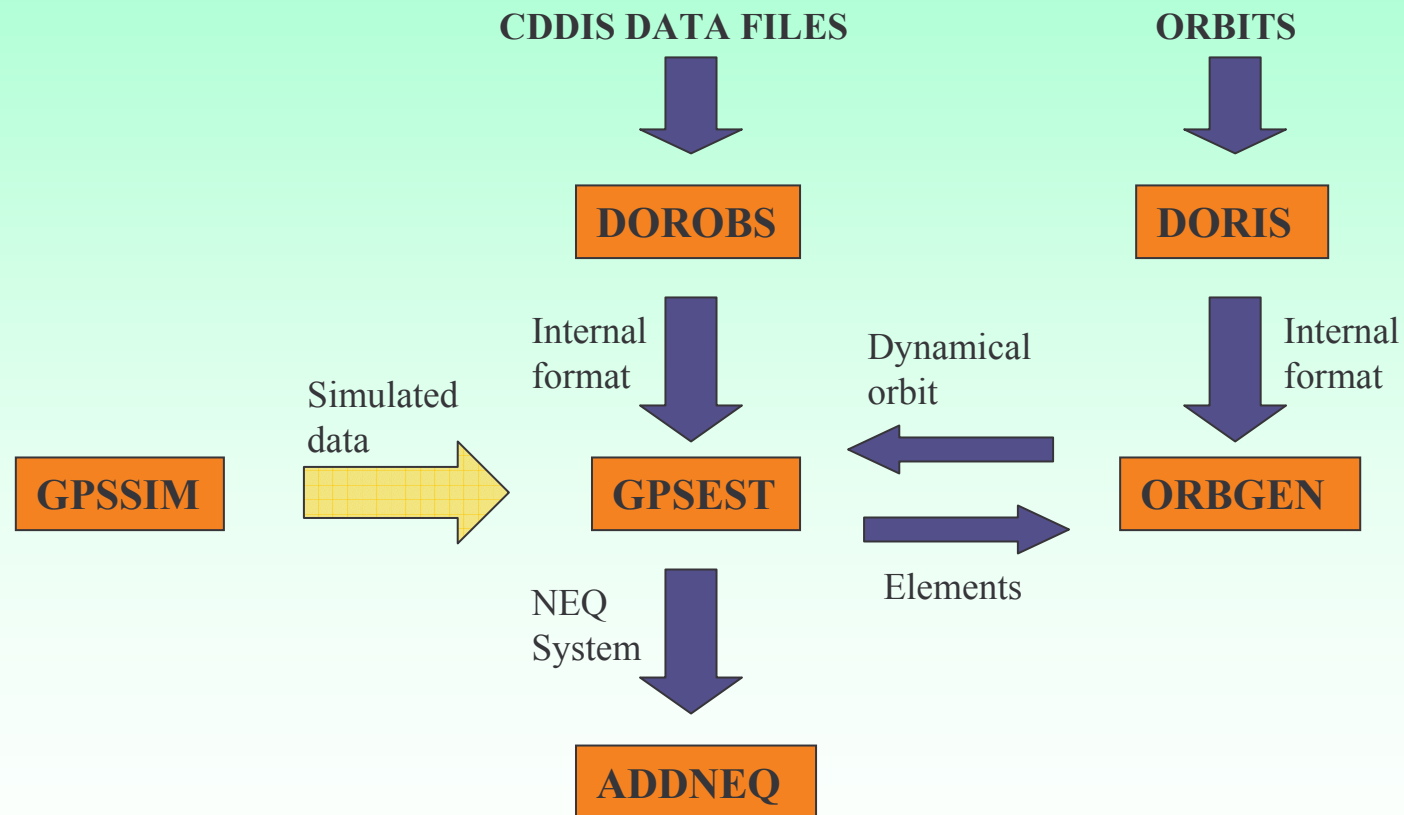 CDDIS DATA FILES
ORBITS
DOROBS
DORIS
Internal
format
Dynamical
orbit
Internal
format
Simulated
data
GPSSIM
GPSEST
ORBGEN
Elements
NEQ
System
ADDNEQ